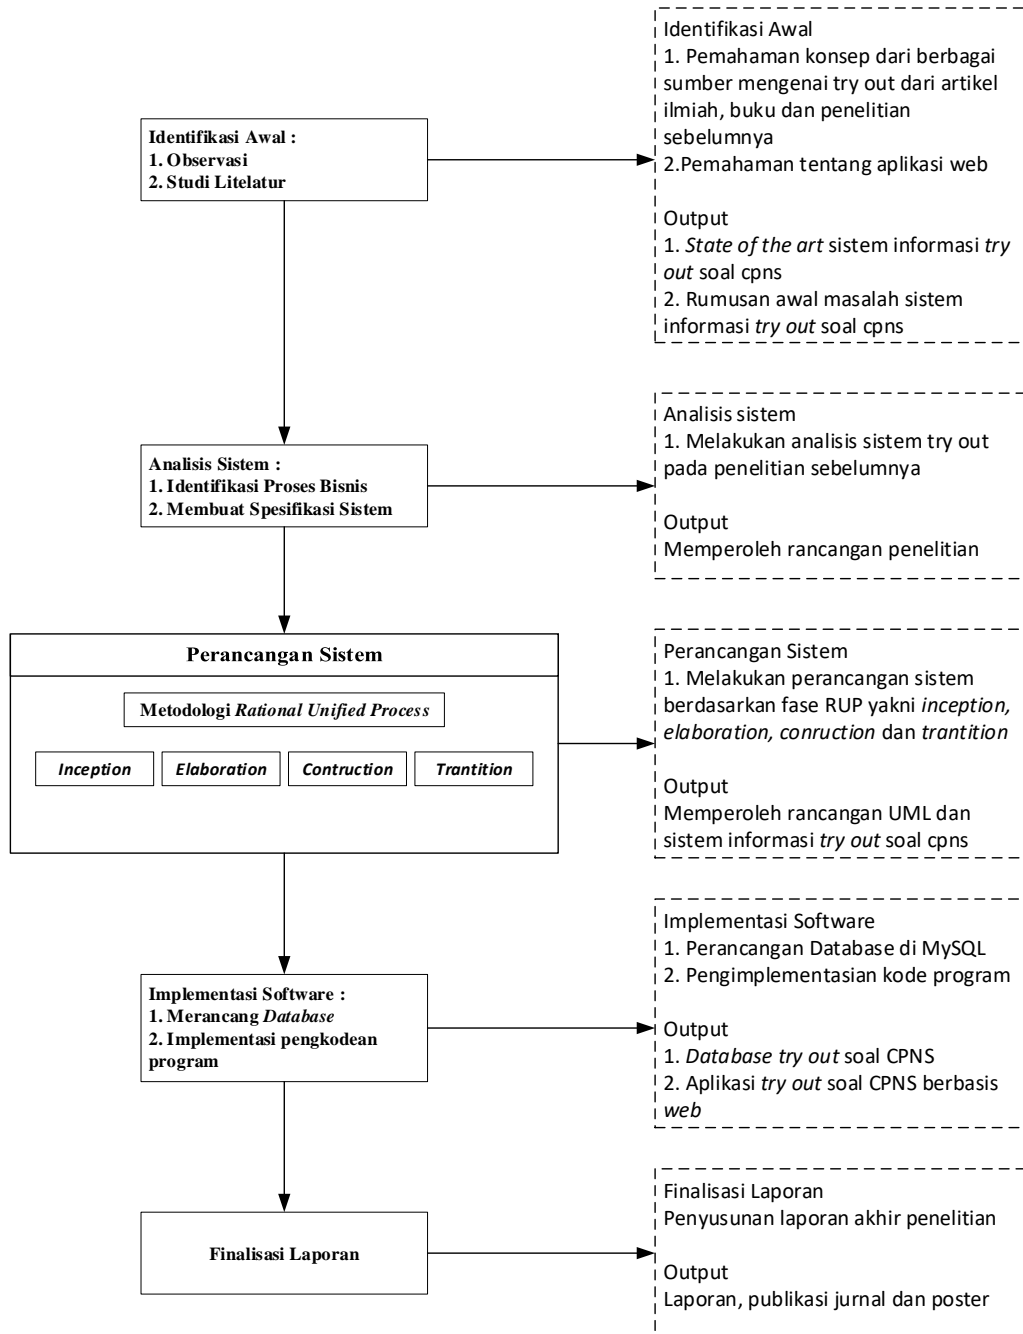 Identifikasi Awal :
1. Observasi
2. Studi Litelatur
Identifikasi Awal
1. Pemahaman konsep dari berbagai
sumber mengenai try out dari artikel
ilmiah, buku dan penelitian
sebelumnya
2.Pemahaman tentang aplikasi web
Output
1. State of the art sistem informasi try
out soal cpns
2. Rumusan awal masalah sistem
informasi try out soal cpns
Analisis Sistem :
1. Identifikasi Proses Bisnis
2. Membuat Spesifikasi Sistem
Analisis sistem
1. Melakukan analisis sistem try out
pada penelitian sebelumnya
Output
Memperoleh rancangan penelitian
Perancangan Sistem
Metodologi Rational Unified Process
Inception
Elaboration
Contruction
Trantition
Perancangan Sistem
1. Melakukan perancangan sistem
berdasarkan fase RUP yakni inception,
elaboration, conruction dan trantition
Output
Memperoleh rancangan UML dan
sistem informasi try out soal cpns
Implementasi Software :
1. Merancang Database
2. Implementasi pengkodean
program
Implementasi Software
1. Perancangan Database di MySQL
2. Pengimplementasian kode program
Output
1. Database try out soal CPNS
2. Aplikasi try out soal CPNS berbasis
web
Finalisasi Laporan
Finalisasi Laporan
Penyusunan laporan akhir penelitian
Output
Laporan, publikasi jurnal dan poster